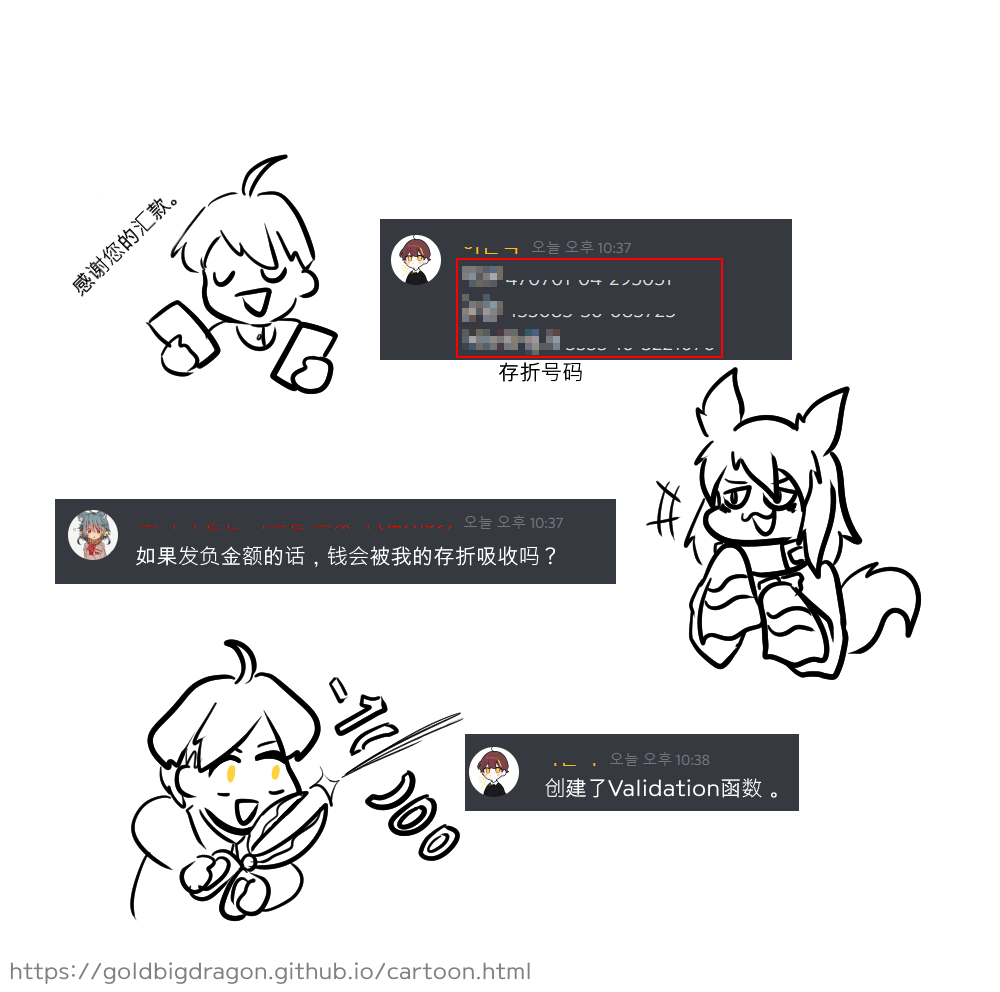 感谢您的汇款。
오늘 오후 10:37
存折号码
오늘 오후 10:37
如果发负金额的话，钱会被我的存折吸收吗？
오늘 오후 10:38
创建了Validation函数 。
https://goldbigdragon.github.io/cartoon.html